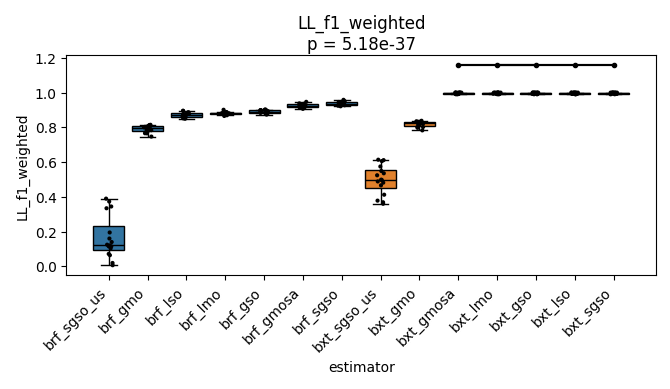 LL_f1_weighted
p = 5.18e-37
LL_f1_weighted
1.2
1.0
0.8
0.6
0.4
0.2
0.0
brf_sgso_us
brf_gmo
brf_lso
brf_lmo
brf_gso
brf_gmosa
brf_sgso
bxt_sgso_us
bxt_gmo
bxt_gmosa
bxt_lmo
bxt_gso
bxt_lso
bxt_sgso
estimator